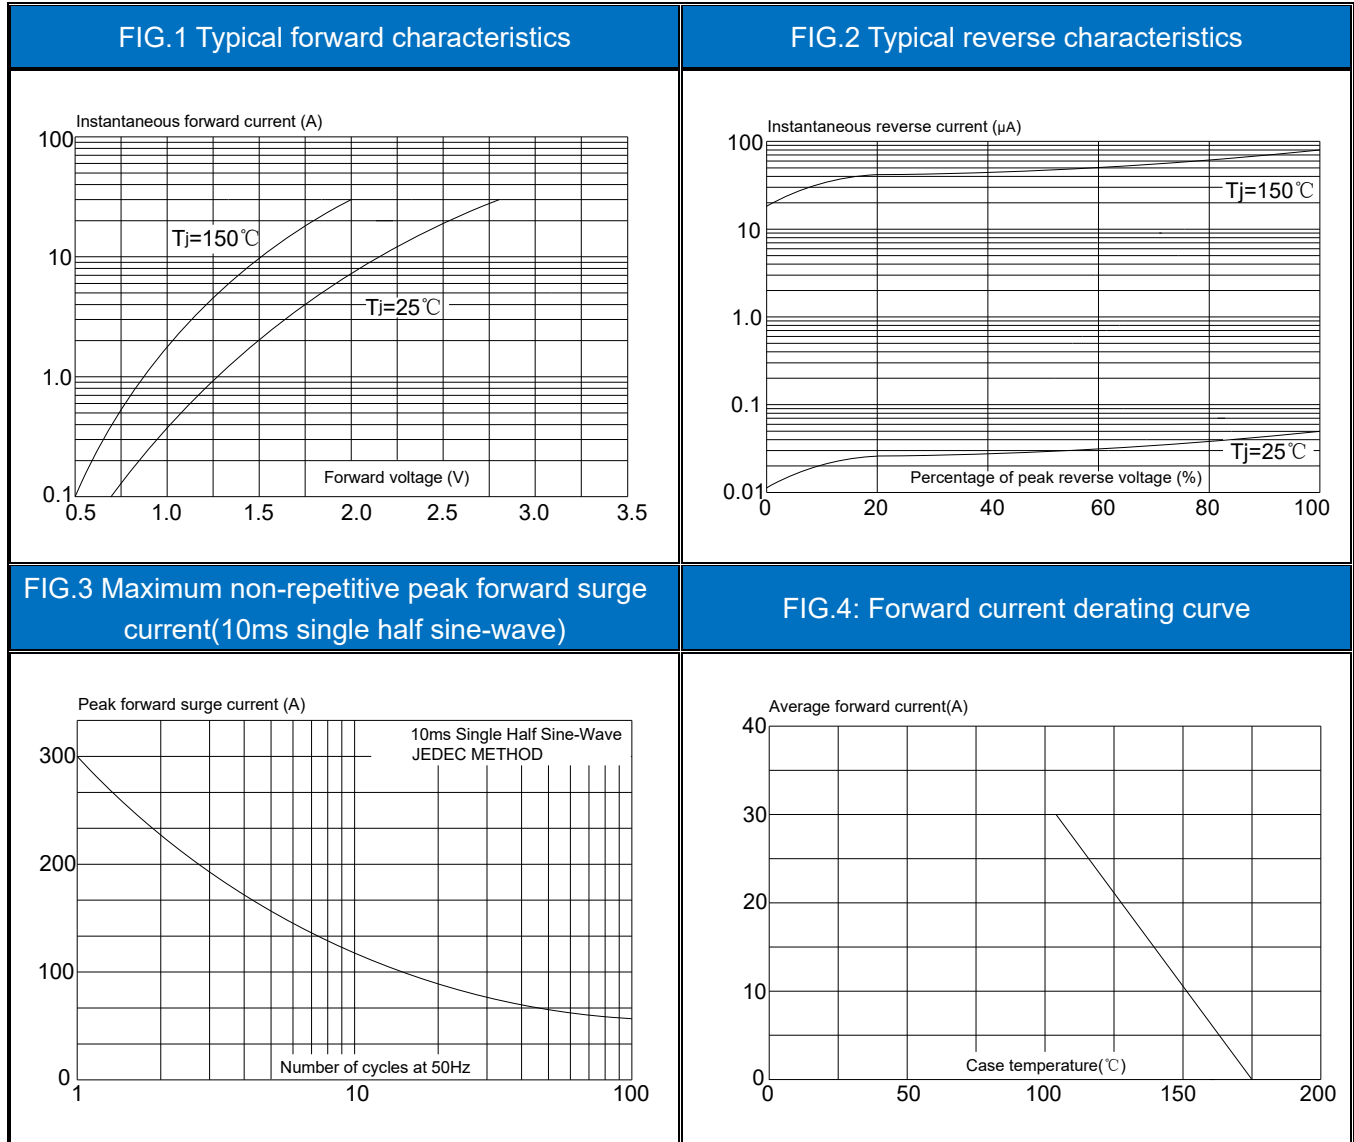 FIG.1 Typical forward characteristics
Instantaneous forward current (A)
100
10
1.0
0.1
Tj=150℃
Tj=25℃
Forward voltage (V)
0.5 1.0 1.5 2.0 2.5 3.0 3.5
FIG.2 Typical reverse characteristics
Instantaneous reverse current (μA)
100
10
1.0
0.1
0.01
Tj=150℃
Tj=25℃
Percentage of peak reverse voltage (%)
0 20 40 60 80 100
FIG.3 Maximum non-repetitive peak forward surge
current(10ms single half sine-wave)
Peak forward surge current (A)
10ms Single Half Sine-Wave
JEDEC METHOD
300
200
100
0
Number of cycles at 50Hz
1 10 100
FIG.4: Forward current derating curve
Average forward current(A)
40
30
20
10
0
Case temperature(℃)
0 50 100 150 200